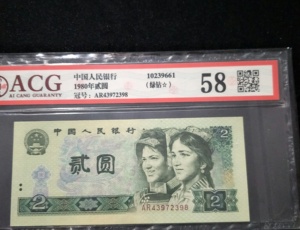 ACG
AI CANG GUARANTY
中国人民银行
1980年贰圆
冠号：AR43972398
10239661
（绿钻☆）
58
中国人民银行
贰圆
2
2
AR43972398